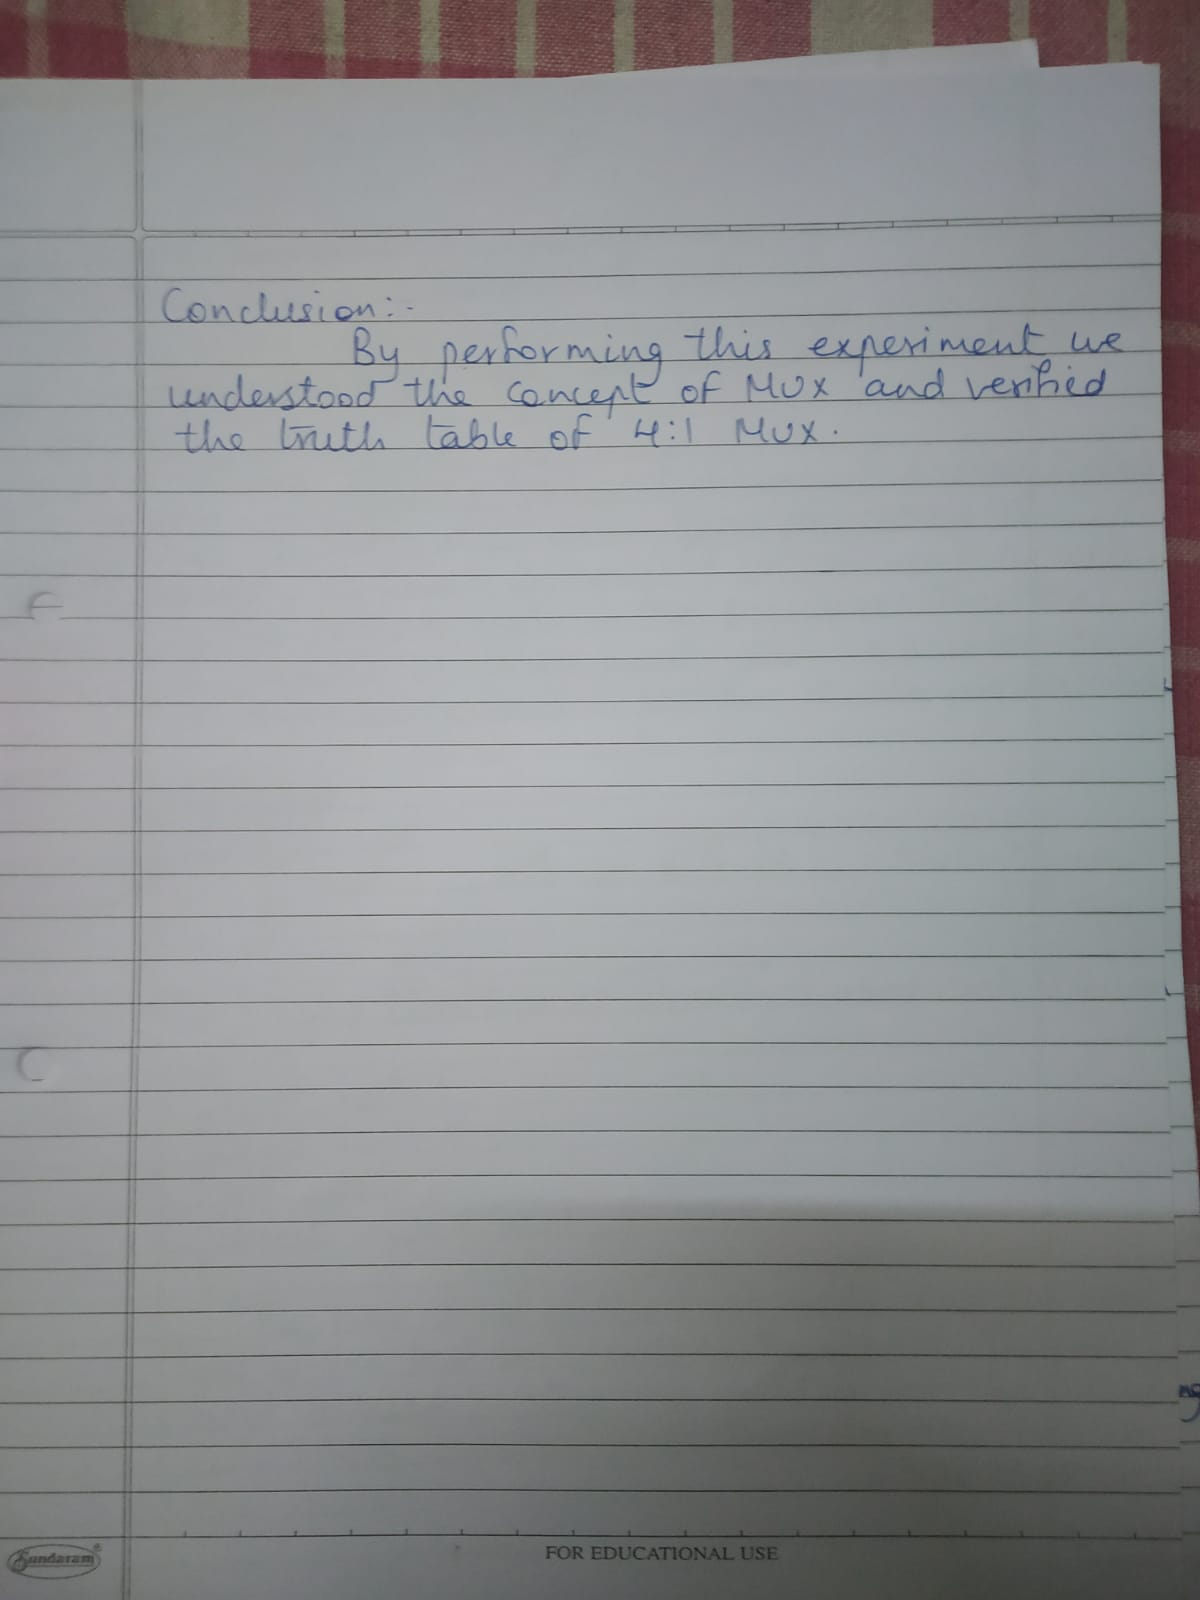 Conclusion:-
By performing this experiment we
understood the concept of MUX and verified
the truth table of 4:1 MUX.
Sundaram
FOR EDUCATIONAL USE